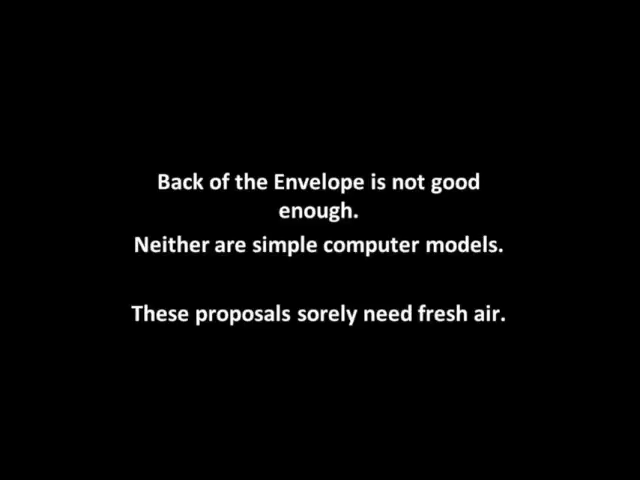 Back of the Envelope is not good
enough.
Neither are simple computer models.
These proposals sorely need fresh air.